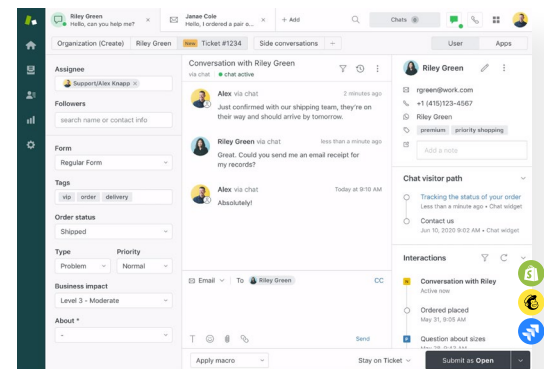 Riley Green
Hello, can you help me?
Janae Cole
Hello, I ordered a pair o...
+ Add
Chats
Organization (Create)
Riley Green
New Ticket #1234
Side conversations
+
User
Apps
Assignee
Support/Alex Knapp ×
Followers
search name or contact info
Form
Regular Form
Tags
vip order delivery
Order status
Shipped
Type
Priority
Problem
Normal
Business impact
Level 3 - Moderate
About *
-
Conversation with Riley Green
via chat
chat active
Alex via chat
2 minutes ago
Just confirmed with our shipping team, they're on
their way and should arrive by tomorrow.
Riley Green via chat
less than a minute ago
Great. Could you send me an email receipt for
my records?
Alex via chat
Today at 9:10 AM
Absolutely!
Email
To
Riley Green
CC
Send
Apply macro
Stay on Ticket
Submit as Open
Riley Green
rgreen@work.com
+1 (415)123-4567
Riley Green
premium priority shopping
Add a note
Chat visitor path
Tracking the status of your order
Less than a minute ago • Chat widget
Contact us
Jun 10, 2020 9:02 AM • Chat widget
Interactions
Conversation with Riley
Active now
Ordered placed
May 31, 9:05 AM
Question about sizes